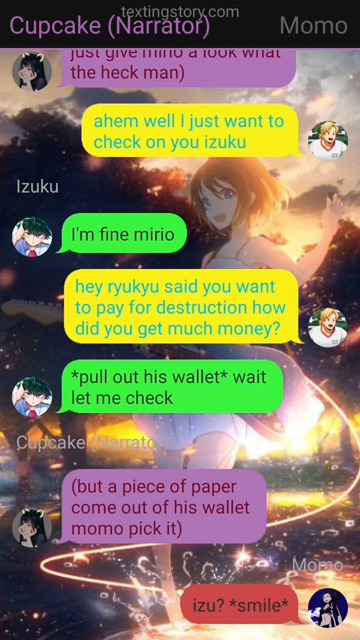 textingstory.com
Cupcake (Narrator)
Momo
just give mirio a look what
the heck man)
ahem well I just want to
check on you izuku
Izuku
I'm fine mirio
hey ryukyu said you want
to pay for destruction how
did you get much money?
*pull out his wallet* wait
let me check
Cupcake (Narrator)
(but a piece of paper
come out of his wallet
momo pick it)
Momo
izu? *smile*